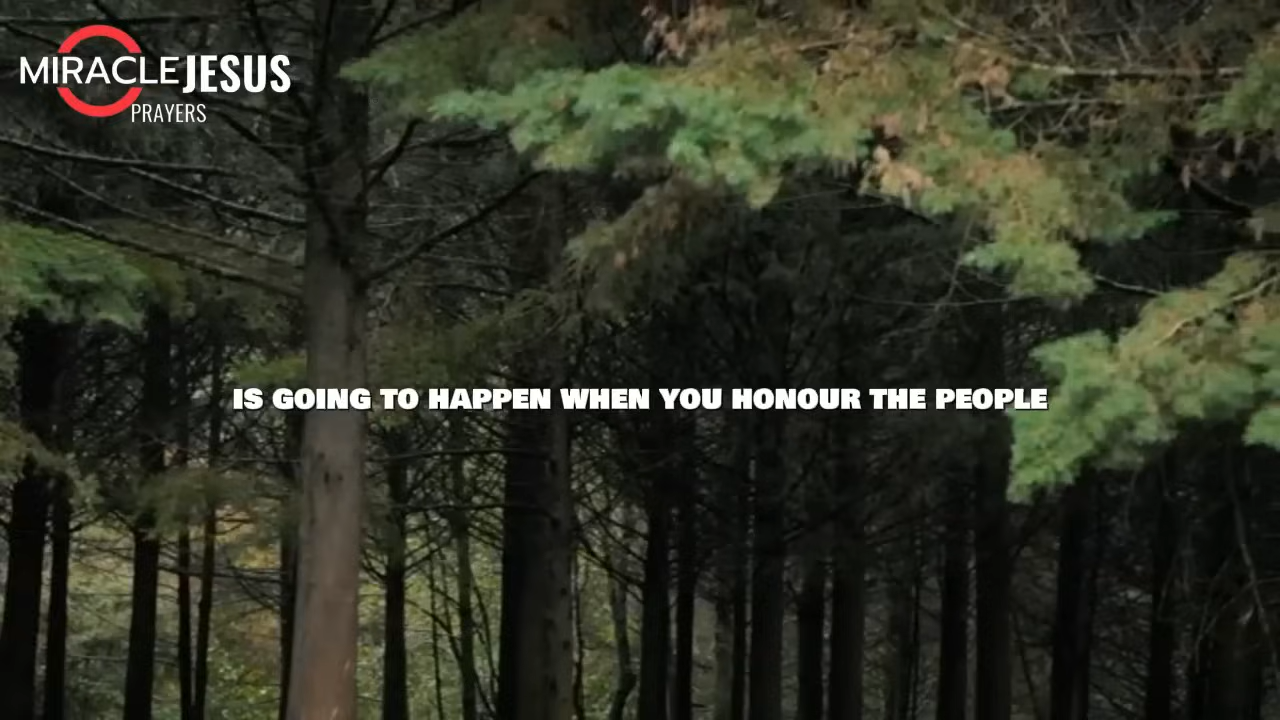 MIRACLE JESUS
PRAYERS
IS GOING TO HAPPEN WHEN YOU HONOUR THE PEOPLE